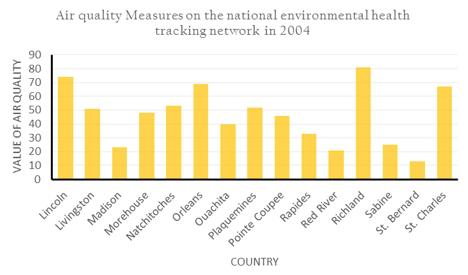 Air quality Measures on the national environmental health
tracking network in 2004
VALUE OF AIR QUALITY
90
80
70
60
50
40
30
20
10
0
Lincoln
Livingston
Madison
Morehouse
Natchitoches
Orleans
Ouachita
Plaquemines
Pointe Coupee
Rapides
Red River
Richland
Sabine
St. Bernard
St. Charles
COUNTRY